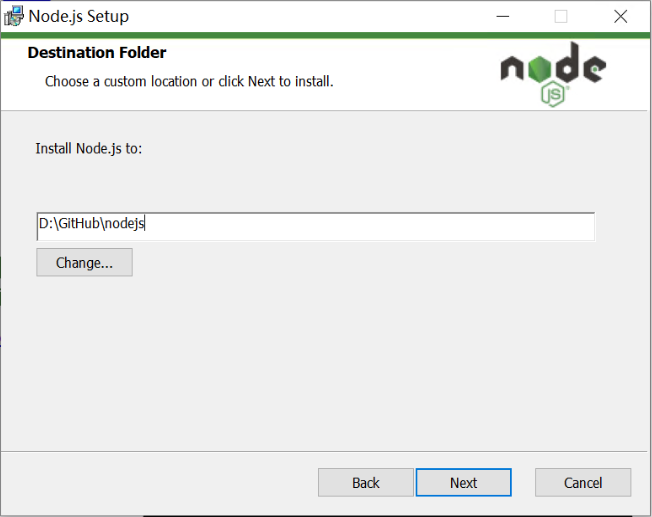 Node.js Setup
Destination Folder
Choose a custom location or click Next to install.
node
JS
Install Node.js to:
D:\GitHub\nodejs
Change...
Back
Next
Cancel